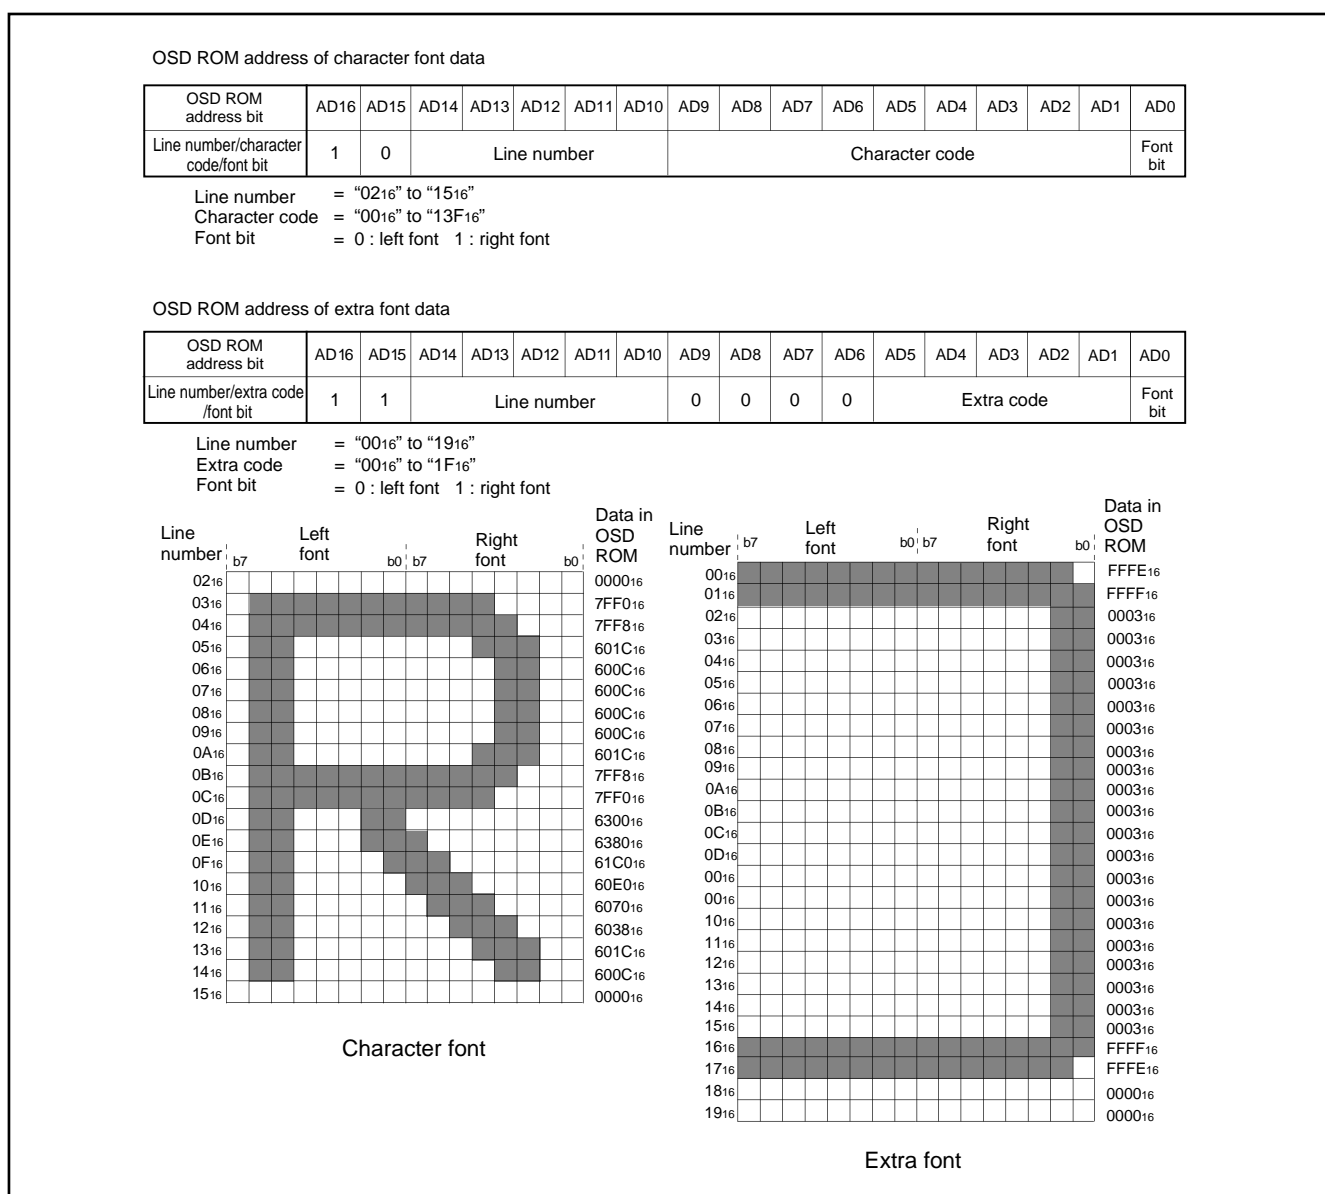 OSD ROM address of character font data
OSD ROM address bit AD16 AD15 AD14 AD13 AD12 AD11 AD10 AD9 AD8 AD7 AD6 AD5 AD4 AD3 AD2 AD1 AD0
Line number/character code/font bit 1 0 Line number Character code Font bit
Line number = “0216” to “1516”
Character code = “0016” to “13F16”
Font bit = 0 : left font 1 : right font
OSD ROM address of extra font data
OSD ROM address bit AD16 AD15 AD14 AD13 AD12 AD11 AD10 AD9 AD8 AD7 AD6 AD5 AD4 AD3 AD2 AD1 AD0
Line number/extra code /font bit 1 1 Line number 0 0 0 0 Extra code Font bit
Line number = “0016” to “1916”
Extra code = “0016” to “1F16”
Font bit = 0 : left font 1 : right font
Line number b7 Left font b0 b7 Right font b0 Data in OSD ROM
0216 000016
0316 7FF016
0416 7FF816
0516 601C16
0616 600C16
0716 600C16
0816 600C16
0916 600C16
0A16 601C16
0B16 7FF816
0C16 7FF016
0D16 630016
0E16 638016
0F16 61C016
1016 60E016
1116 607016
1216 603816
1316 601C16
1416 600C16
1516 000016
Character font
Line number b7 Left font b0 b7 Right font b0 Data in OSD ROM
0016 FFFE16
0116 FFFF16
0216 000316
0316 000316
0416 000316
0516 000316
0616 000316
0716 000316
0816 000316
0916 000316
0A16 000316
0B16 000316
0C16 000316
0D16 000316
0016 000316
0016 000316
1016 000316
1116 000316
1216 000316
1316 000316
1416 000316
1516 000316
1616 FFFF16
1716 FFFE16
1816 000016
1916 000016
Extra font